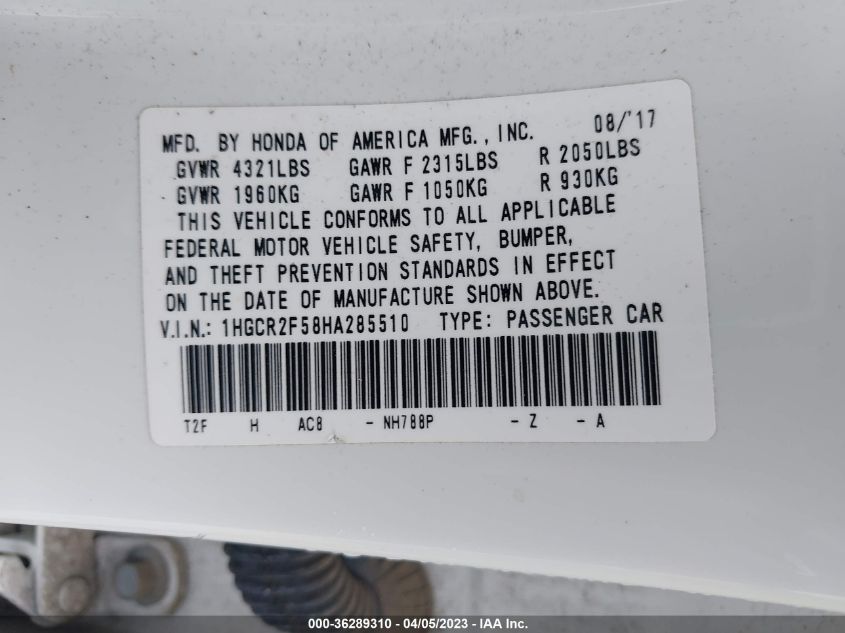 MFD. BY HONDA OF AMERICA MFG., INC. 08/'17
GVWR 4321LBS GAWR F 2315LBS R 2050LBS
GVWR 1960KG GAWR F 1050KG R 930KG
THIS VEHICLE CONFORMS TO ALL APPLICABLE
FEDERAL MOTOR VEHICLE SAFETY, BUMPER,
AND THEFT PREVENTION STANDARDS IN EFFECT
ON THE DATE OF MANUFACTURE SHOWN ABOVE.
V.I.N.: 1HGCR2F58HA285510 TYPE: PASSENGER CAR
T2F H AC8 - NH788P - Z - A
000-36289310 - 04/05/2023 - IAA Inc.